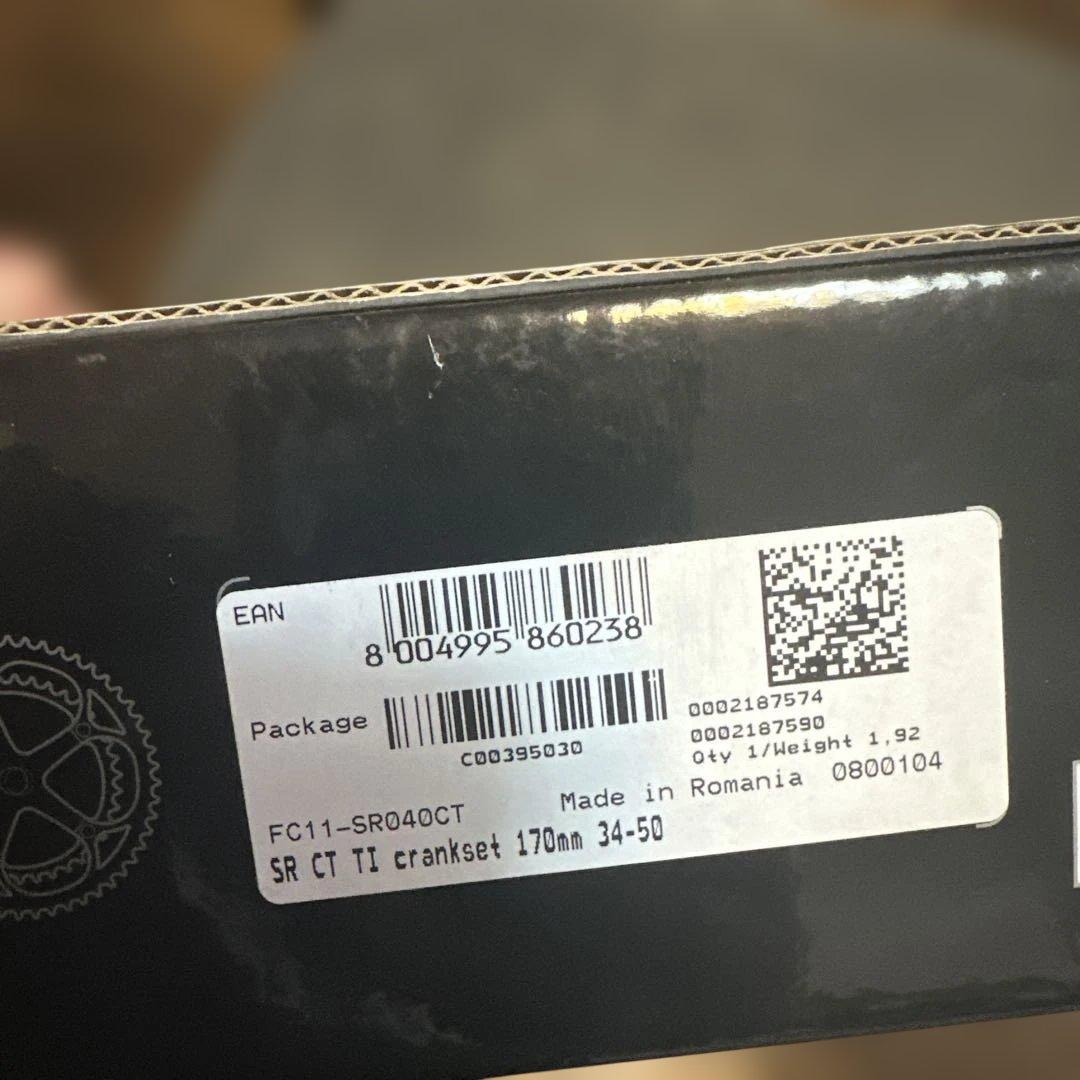 EAN
8 004995 860238
Package
C00395030
0002187574
0002187590
Qty 1/Weight 1,92
Made in Romania 0800104
FC11-SR040CT
SR CT TI crankset 170mm 34-50